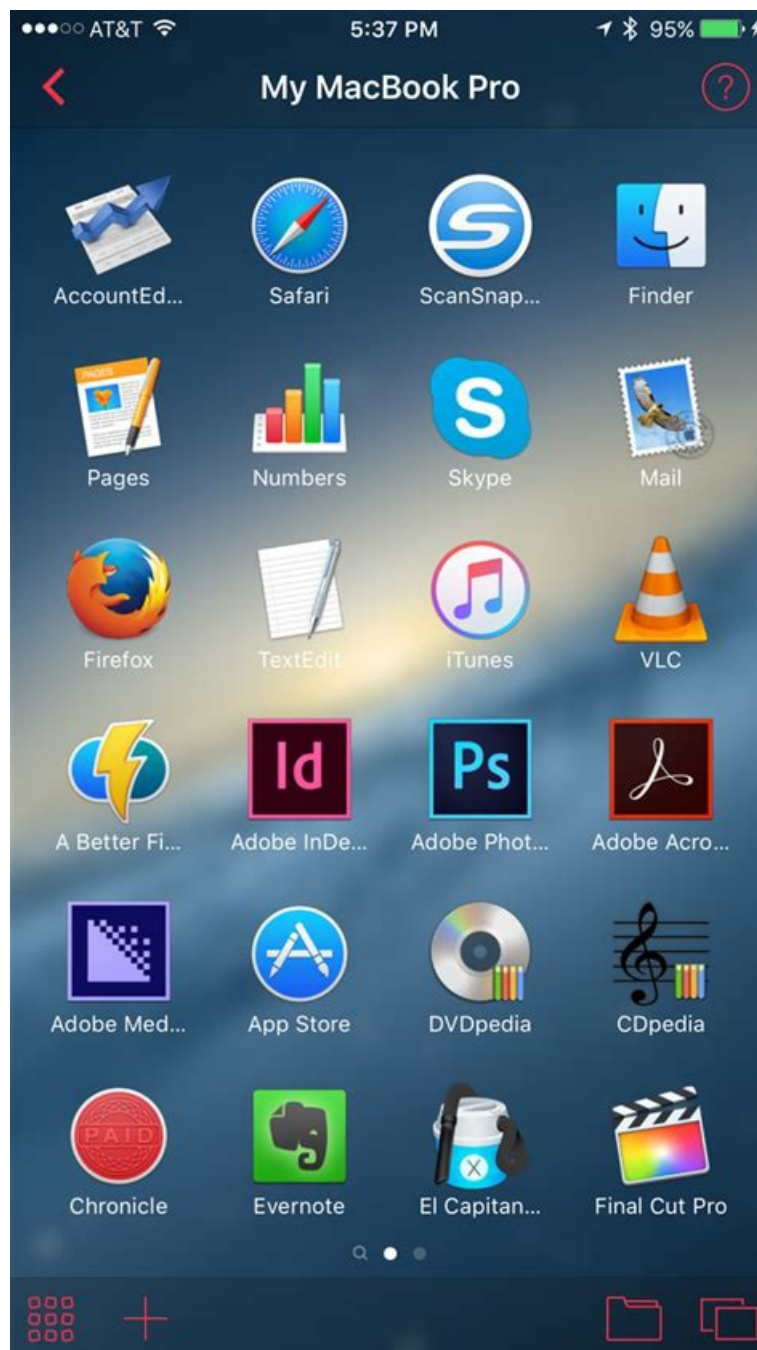 AT&T 5:37 PM 95%
My MacBook Pro ?
AccountEd... Safari ScanSnap... Finder
PAGES
Pages Numbers Skype Mail
Firefox TextEdit iTunes VLC
Id Ps
A Better Fi... Adobe InDe... Adobe Phot... Adobe Acro...
Adobe Med... App Store DVDpedia CDpedia
PAID X
Chronicle Evernote El Capitan... Final Cut Pro